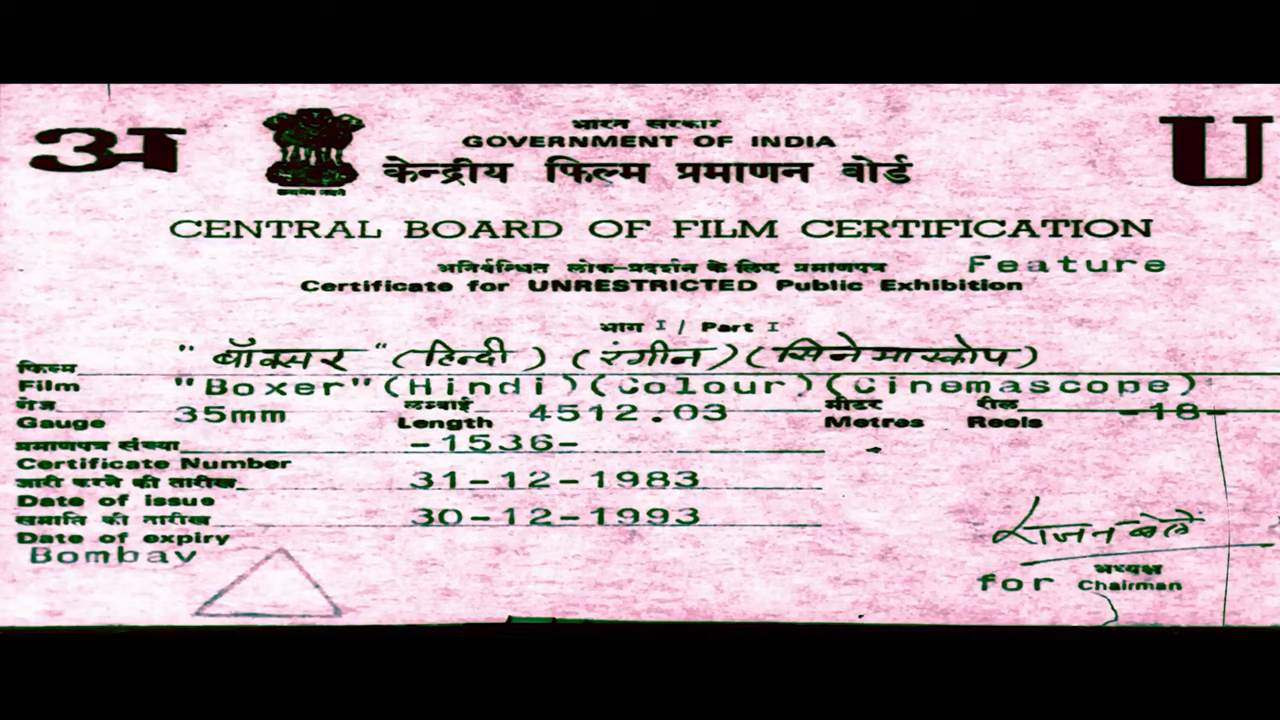 अ
U
भारत सरकार
GOVERNMENT OF INDIA
केन्द्रीय फिल्म प्रमाणन बोर्ड
CENTRAL BOARD OF FILM CERTIFICATION
अनिर्बन्धित लोक-प्रदर्शन के लिए प्रमाणपत्र Feature
Certificate for UNRESTRICTED Public Exhibition
भाग I / Part I
फिल्म "बॉक्सर" (हिन्दी) (रंगीन) (सिनेमास्कोप)
Film "Boxer" (Hindi) (Colour) (Cinemascope)
गेज लम्बाई मीटर रील
Gauge 35mm Length 4512.03 Metres Reels -18-
प्रमाणपत्र संख्या -1536-
Certificate Number
जारी करने की तारीख 31-12-1983
Date of issue
समाप्ति की तारीख 30-12-1993
Date of expiry
Bombay
अध्यक्ष
for Chairman